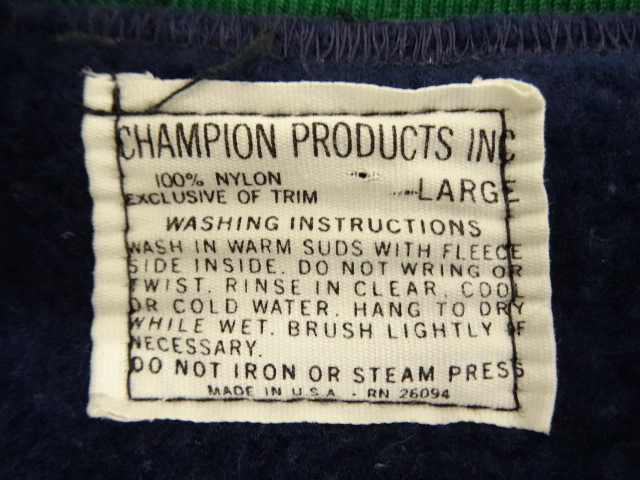 CHAMPION PRODUCTS INC
100% NYLON
EXCLUSIVE OF TRIM
LARGE
WASHING INSTRUCTIONS
WASH IN WARM SUDS WITH FLEECE
SIDE INSIDE. DO NOT WRING OR
TWIST. RINSE IN CLEAR, COOL
OR COLD WATER. HANG TO DRY
WHILE WET. BRUSH LIGHTLY IF
NECESSARY.
DO NOT IRON OR STEAM PRESS
MADE IN U.S.A. - RN 26094